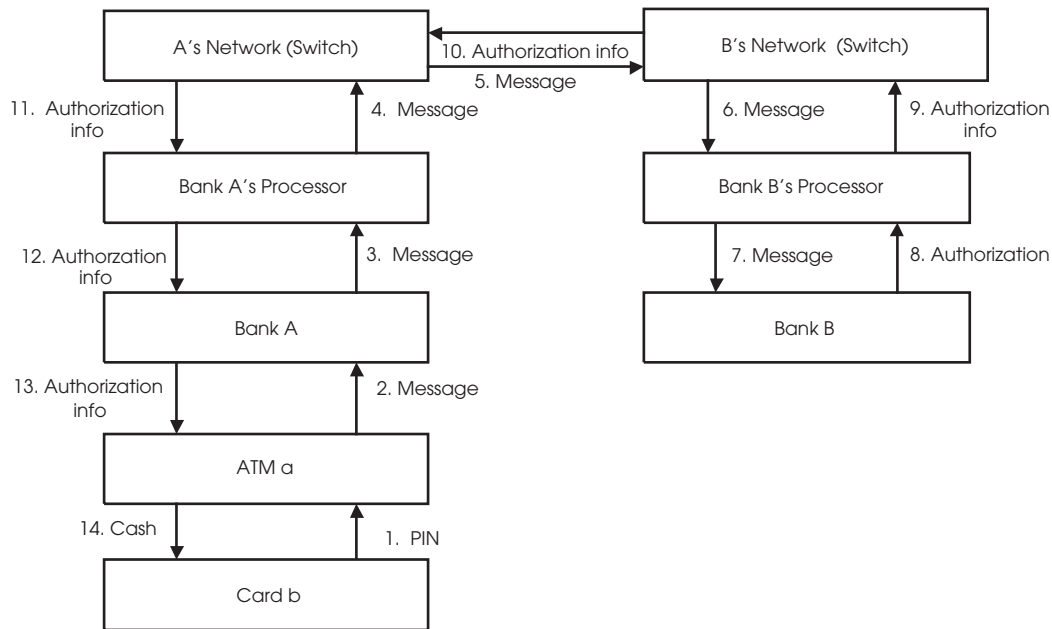 A's Network (Switch)
B's Network (Switch)
10. Authorization info
5. Message
11. Authorization
info
4. Message
6. Message
9. Authorization
info
Bank A's Processor
Bank B's Processor
12. Authorzation
info
3. Message
7. Message
8. Authorization
Bank A
Bank B
13. Authorization
info
2. Message
ATM a
14. Cash
1. PIN
Card b